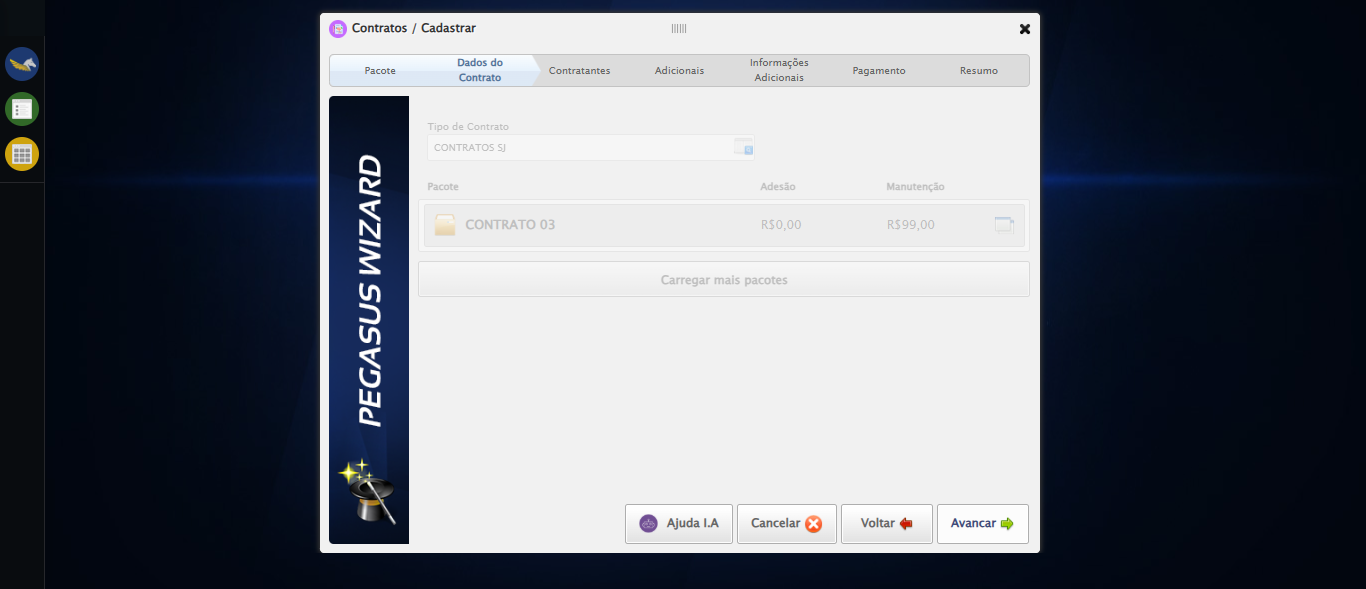 Contratos / Cadastrar
Pacote
Dados do
Contrato
Contratantes
Adicionais
Informações
Adicionais
Pagamento
Resumo
PEGASUS WIZARD
Tipo de Contrato
CONTRATOS SJ
Pacote Adesão Manutenção
CONTRATO 03 R$0,00 R$99,00
Carregar mais pacotes
Ajuda I.A Cancelar Voltar Avancar